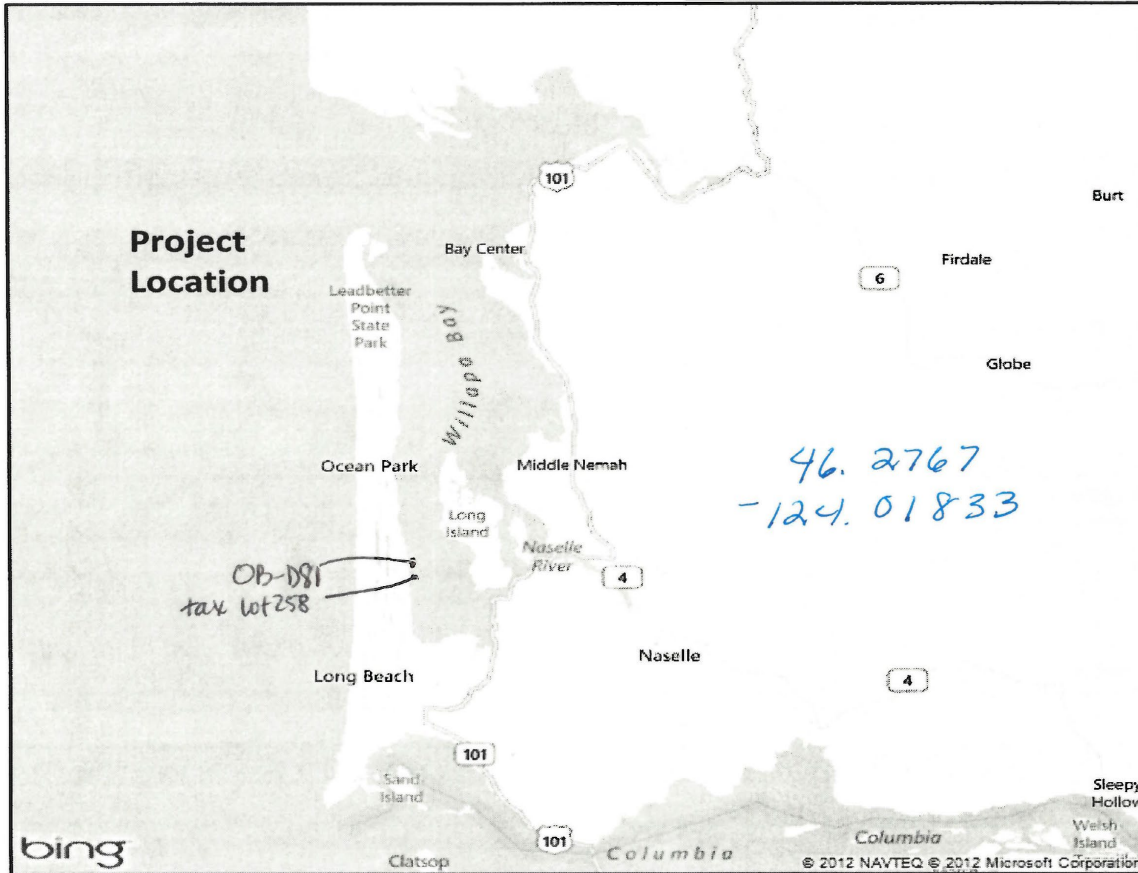 101
Burt
Project
Location
Bay Center
Firdale
6
Leadbetter
Point
State
Park
Willapa Bay
Globe
Ocean Park
Middle Nemah
46. 2767
-124. 01833
Long
Island
Naselle
River
OB-D81
tax lot 258
4
Naselle
Long Beach
4
101
Sand
Island
Sleepy
Hollow
Welsh
Island
bing
101
Columbia
Columbia
Clatsop
© 2012 NAVTEQ © 2012 Microsoft Corporation